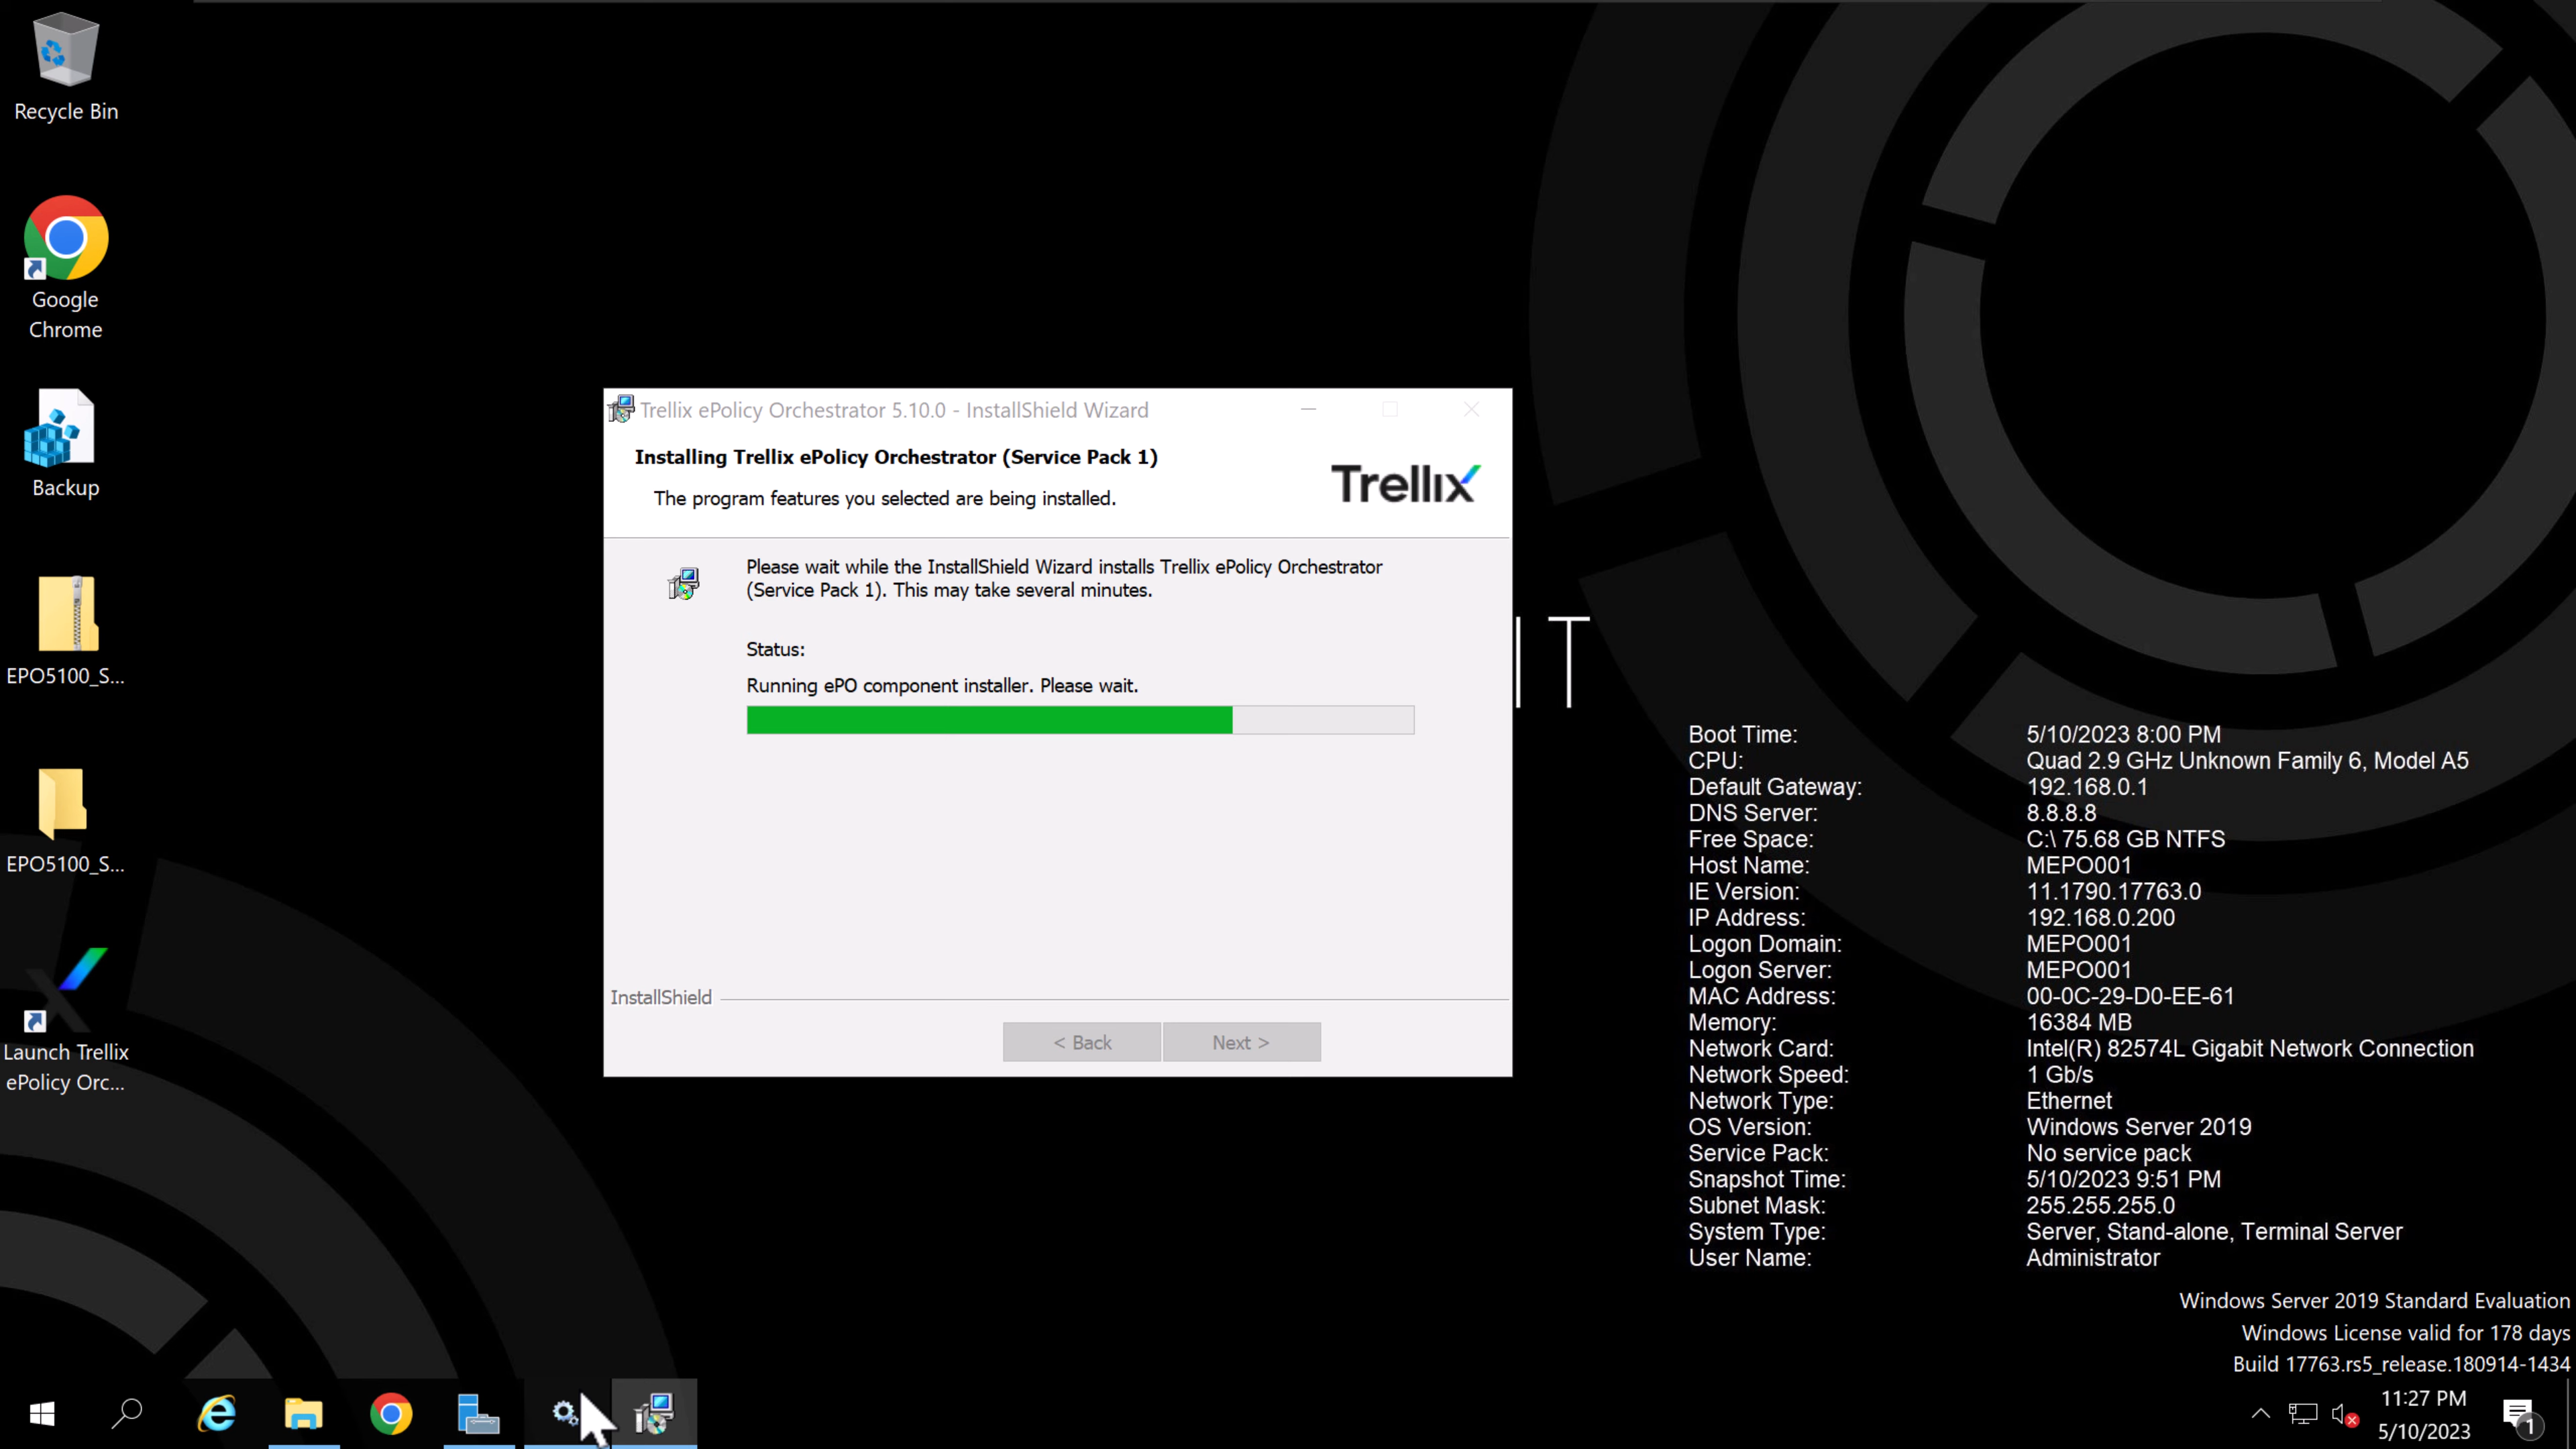 Recycle Bin
Google
Chrome
Backup
EPO5100_S...
EPO5100_S...
Launch Trellix
ePolicy Orc...
Trellix ePolicy Orchestrator 5.10.0 - InstallShield Wizard
Installing Trellix ePolicy Orchestrator (Service Pack 1)
The program features you selected are being installed.
Trellix
Please wait while the InstallShield Wizard installs Trellix ePolicy Orchestrator
(Service Pack 1). This may take several minutes.
Status:
Running ePO component installer. Please wait.
InstallShield
< Back Next >
IT
Boot Time: 5/10/2023 8:00 PM
CPU: Quad 2.9 GHz Unknown Family 6, Model A5
Default Gateway: 192.168.0.1
DNS Server: 8.8.8.8
Free Space: C:\ 75.68 GB NTFS
Host Name: MEPO001
IE Version: 11.1790.17763.0
IP Address: 192.168.0.200
Logon Domain: MEPO001
Logon Server: MEPO001
MAC Address: 00-0C-29-D0-EE-61
Memory: 16384 MB
Network Card: Intel(R) 82574L Gigabit Network Connection
Network Speed: 1 Gb/s
Network Type: Ethernet
OS Version: Windows Server 2019
Service Pack: No service pack
Snapshot Time: 5/10/2023 9:51 PM
Subnet Mask: 255.255.255.0
System Type: Server, Stand-alone, Terminal Server
User Name: Administrator
Windows Server 2019 Standard Evaluation
Windows License valid for 178 days
Build 17763.rs5_release.180914-1434
11:27 PM
5/10/2023
1